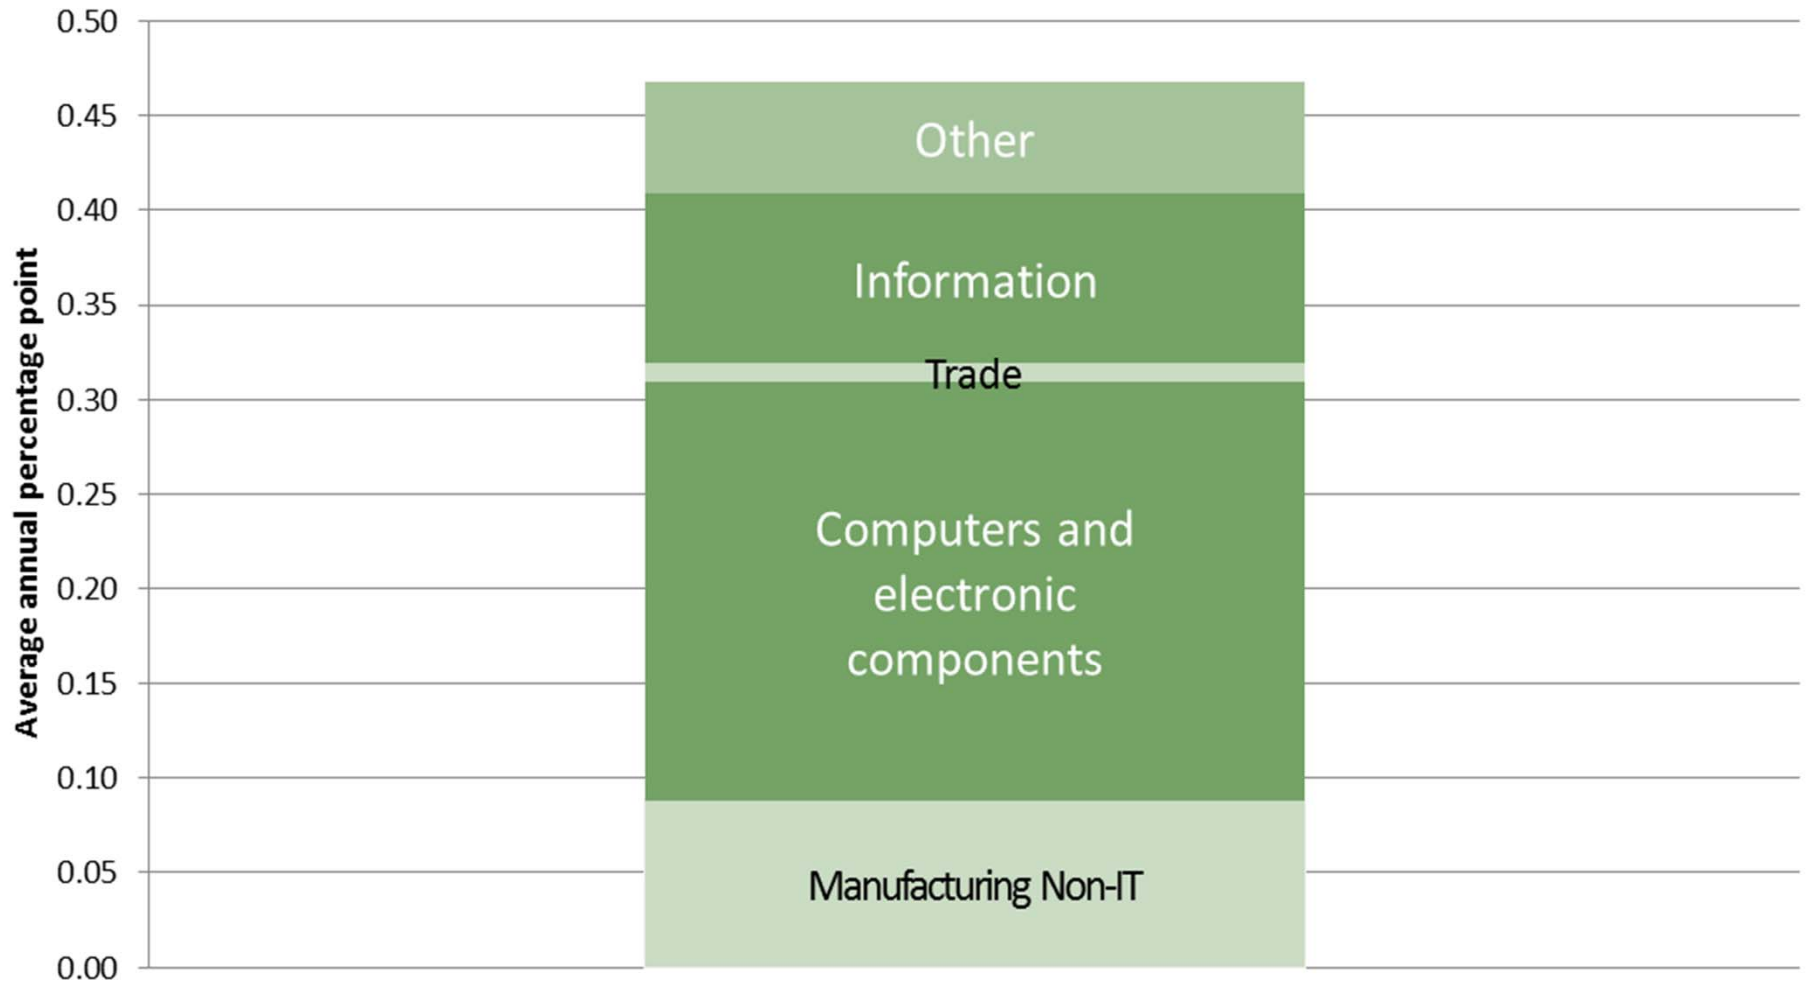 0.50
0.45
0.40
0.35
0.30
0.25
0.20
0.15
0.10
0.05
0.00
Average annual percentage point
Other
Information
Trade
Computers and
electronic
components
Manufacturing Non-IT